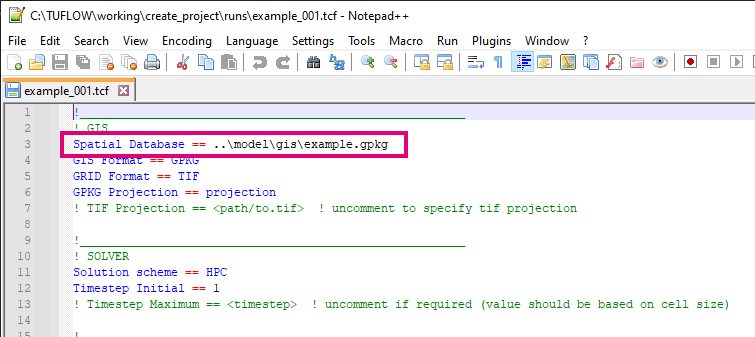 C:\TUFLOW\working\create_project\runs\example_001.tcf - Notepad++
File Edit Search View Encoding Language Settings Tools Macro Run Plugins Window ?
example_001.tcf
1 !___________________________________________________________
2 ! GIS
3 Spatial Database == ..\model\gis\example.gpkg
4 GIS Format == GPKG
5 GRID Format == TIF
6 GPKG Projection == projection
7 ! TIF Projection == <path/to.tif>  ! uncomment to specify tif projection
8
9 !___________________________________________________________
10 ! SOLVER
11 Solution scheme == HPC
12 Timestep Initial == 1
13 ! Timestep Maximum == <timestep>  ! uncomment if required (value should be based on cell size)
14
15 !